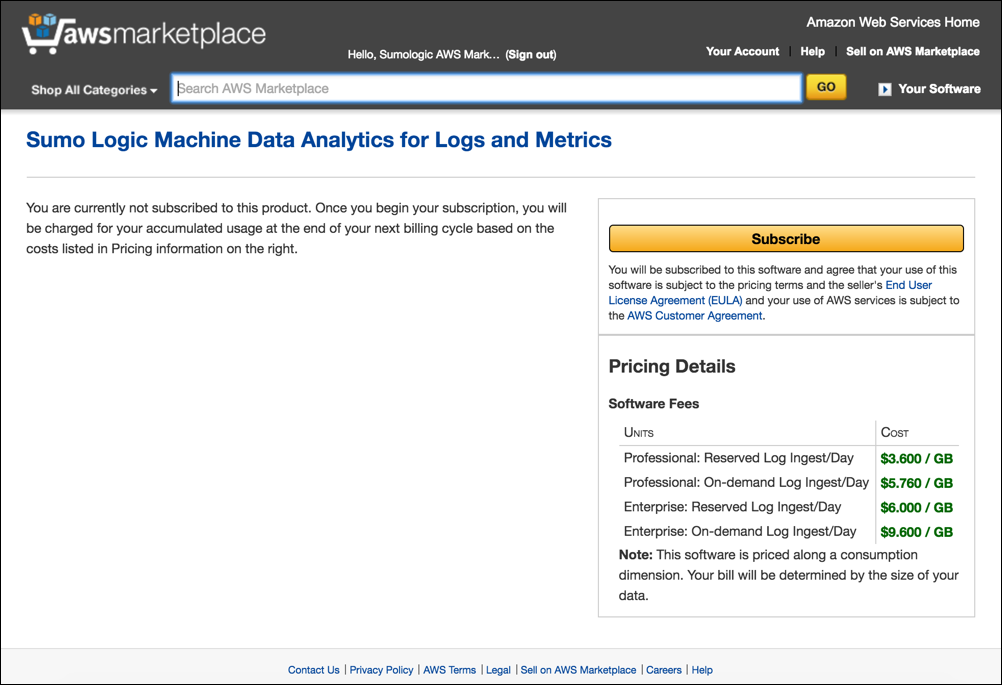 awsmarketplace
Amazon Web Services Home
Hello, Sumologic AWS Mark... (Sign out)
Your Account | Help | Sell on AWS Marketplace
Shop All Categories
Search AWS Marketplace
GO
Your Software
Sumo Logic Machine Data Analytics for Logs and Metrics
You are currently not subscribed to this product. Once you begin your subscription, you will
be charged for your accumulated usage at the end of your next billing cycle based on the
costs listed in Pricing information on the right.
Subscribe
You will be subscribed to this software and agree that your use of this
software is subject to the pricing terms and the seller's End User
License Agreement (EULA) and your use of AWS services is subject to
the AWS Customer Agreement.
Pricing Details
Software Fees
Units Cost
Professional: Reserved Log Ingest/Day $3.600 / GB
Professional: On-demand Log Ingest/Day $5.760 / GB
Enterprise: Reserved Log Ingest/Day $6.000 / GB
Enterprise: On-demand Log Ingest/Day $9.600 / GB
Note: This software is priced along a consumption
dimension. Your bill will be determined by the size of your
data.
Contact Us | Privacy Policy | AWS Terms | Legal | Sell on AWS Marketplace | Careers | Help